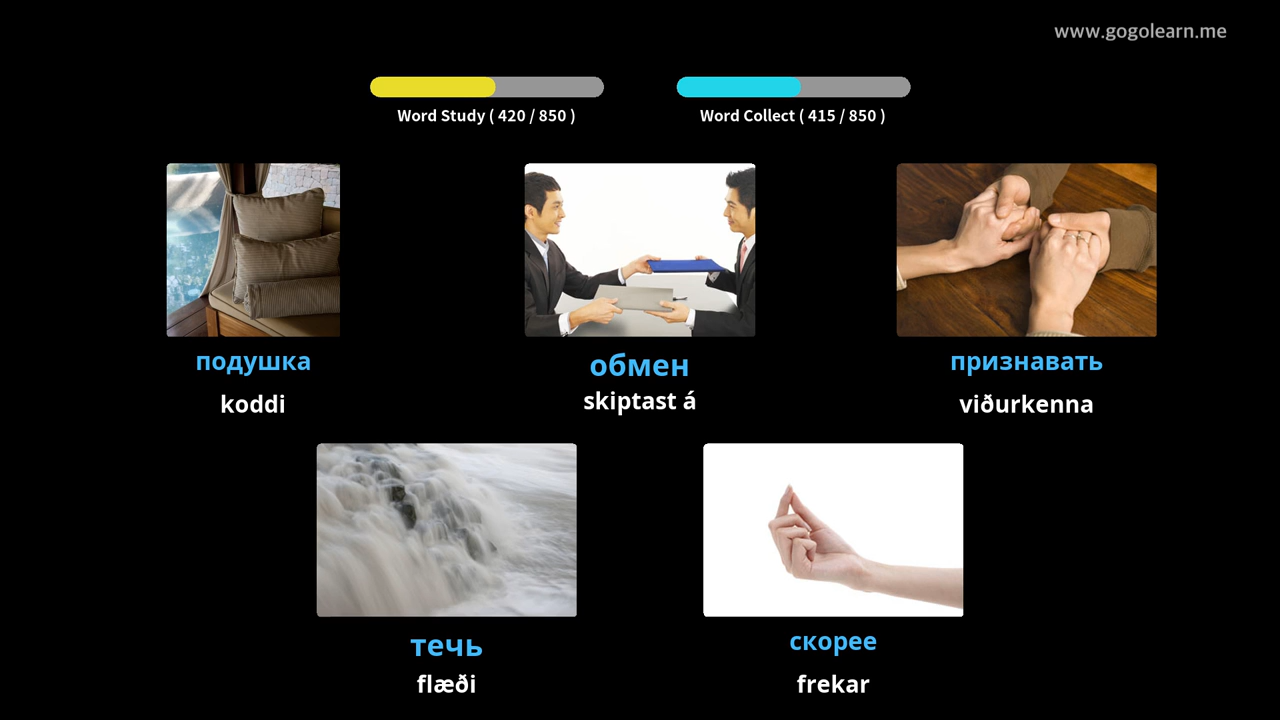 www.gogolearn.me
Word Study ( 420 / 850 )
Word Collect ( 415 / 850 )
подушка
koddi
обмен
skiptast á
признавать
viðurkenna
течь
flæði
скорее
frekar